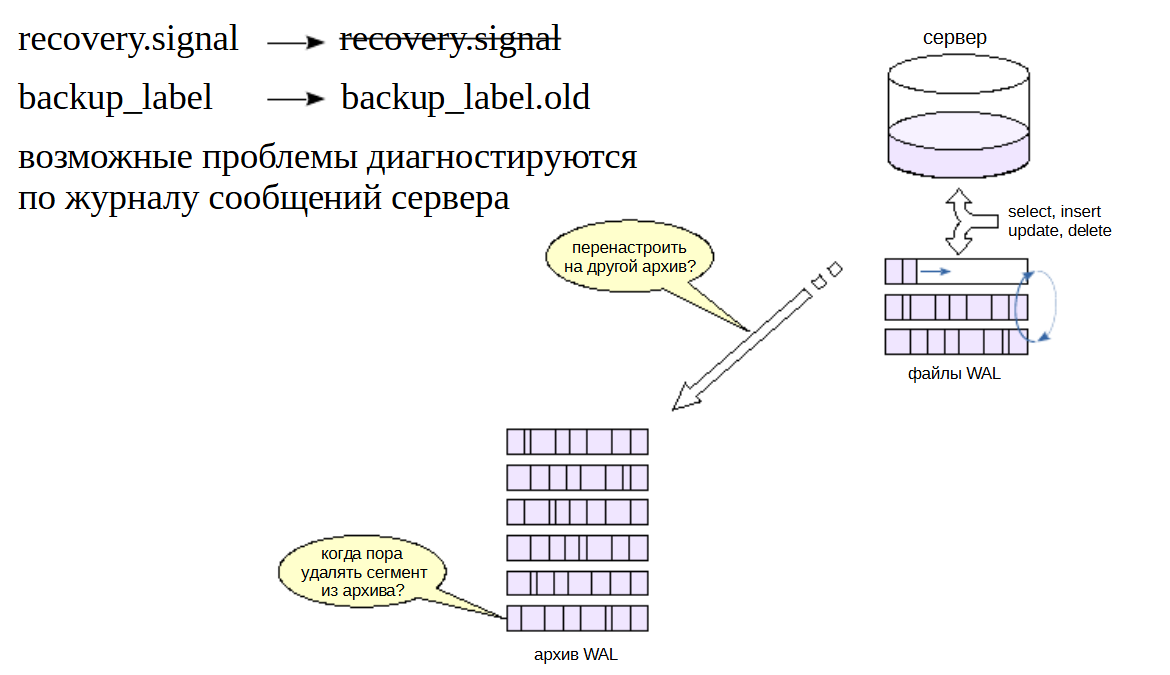 recovery.signal → recovery.signal
backup_label → backup_label.old
возможные проблемы диагностируются
по журналу сообщений сервера
сервер
select, insert
update, delete
перенастроить
на другой архив?
файлы WAL
когда пора
удалять сегмент
из архива?
архив WAL